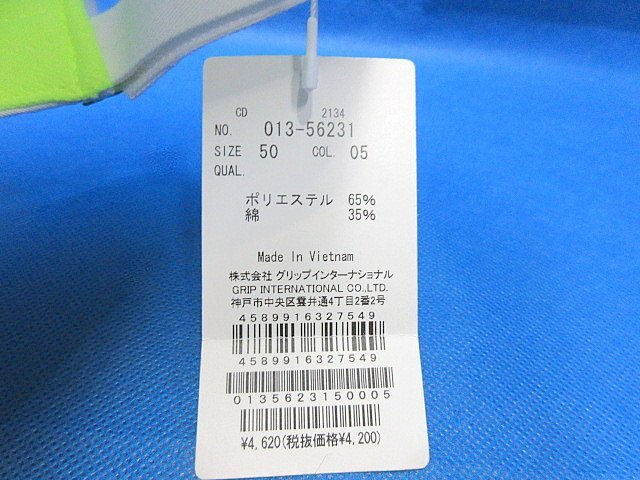 CD 2134
NO. 013-56231
SIZE 50 COL. 05
QUAL.
ポリエステル 65%
綿 35%
Made In Vietnam
株式会社 グリップインターナショナル
GRIP INTERNATIONAL CO.,LTD.
神戸市中央区雲井通4丁目2番2号
4589916327549
4589916327549
0135623150005
¥4,620(税抜価格¥4,200)